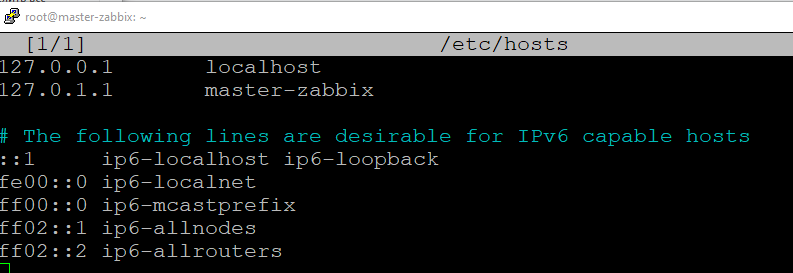 root@master-zabbix: ~
[1/1] /etc/hosts
127.0.0.1 localhost
127.0.1.1 master-zabbix
# The following lines are desirable for IPv6 capable hosts
::1 ip6-localhost ip6-loopback
fe00::0 ip6-localnet
ff00::0 ip6-mcastprefix
ff02::1 ip6-allnodes
ff02::2 ip6-allrouters